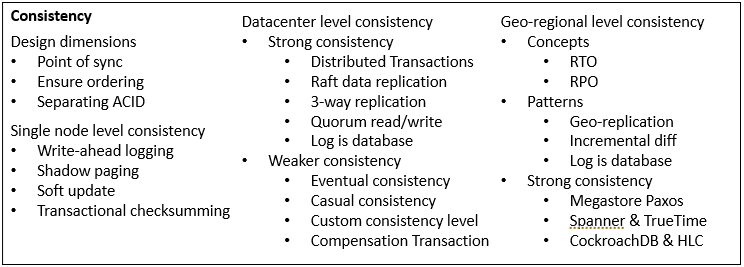 Consistency
Design dimensions
• Point of sync
• Ensure ordering
• Separating ACID
Single node level consistency
• Write-ahead logging
• Shadow paging
• Soft update
• Transactional checksumming
Datacenter level consistency
• Strong consistency
• Distributed Transactions
• Raft data replication
• 3-way replication
• Quorum read/write
• Log is database
• Weaker consistency
• Eventual consistency
• Casual consistency
• Custom consistency level
• Compensation Transaction
Geo-regional level consistency
• Concepts
• RTO
• RPO
• Patterns
• Geo-replication
• Incremental diff
• Log is database
• Strong consistency
• Megastore Paxos
• Spanner & TrueTime
• CockroachDB & HLC